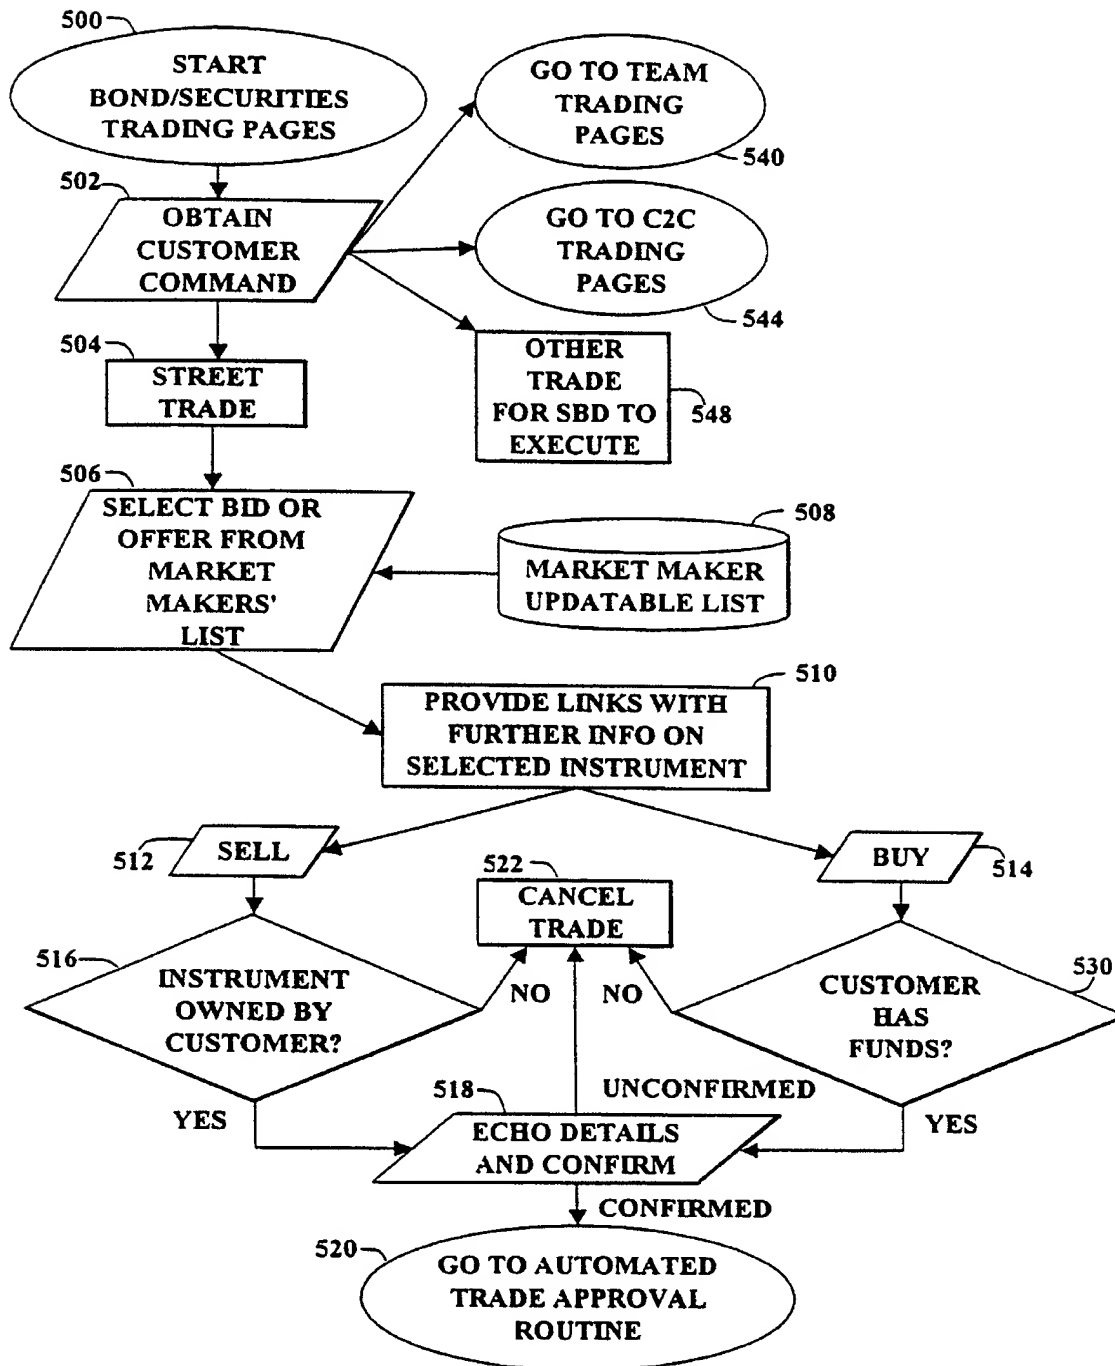 500
START
BOND/SECURITIES
TRADING PAGES
GO TO TEAM
TRADING
PAGES
540
502
OBTAIN
CUSTOMER
COMMAND
GO TO C2C
TRADING
PAGES
544
504
STREET
TRADE
OTHER
TRADE
FOR SBD TO
EXECUTE
548
506
SELECT BID OR
OFFER FROM
MARKET
MAKERS'
LIST
508
MARKET MAKER
UPDATABLE LIST
510
PROVIDE LINKS WITH
FURTHER INFO ON
SELECTED INSTRUMENT
512
SELL
BUY
514
522
CANCEL
TRADE
516
INSTRUMENT
OWNED BY
CUSTOMER?
NO
NO
530
CUSTOMER
HAS
FUNDS?
YES
UNCONFIRMED
YES
518
ECHO DETAILS
AND CONFIRM
CONFIRMED
520
GO TO AUTOMATED
TRADE APPROVAL
ROUTINE